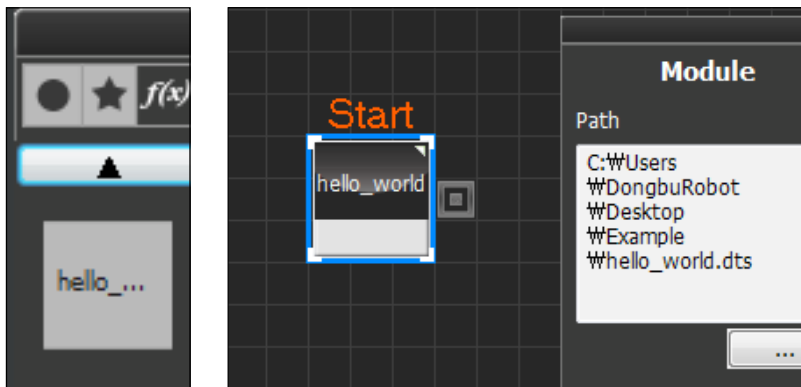 f(x)
hello_...
Start
hello_world
Module
Path
C:₩Users
₩DongbuRobot
₩Desktop
₩Example
₩hello_world.dts
...